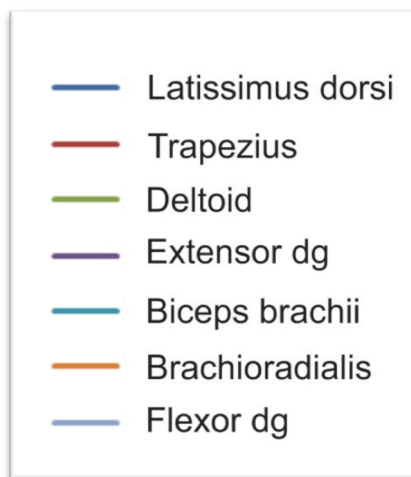 Latissimus dorsi
Trapezius
Deltoid
Extensor dg
Biceps brachii
Brachioradialis
Flexor dg